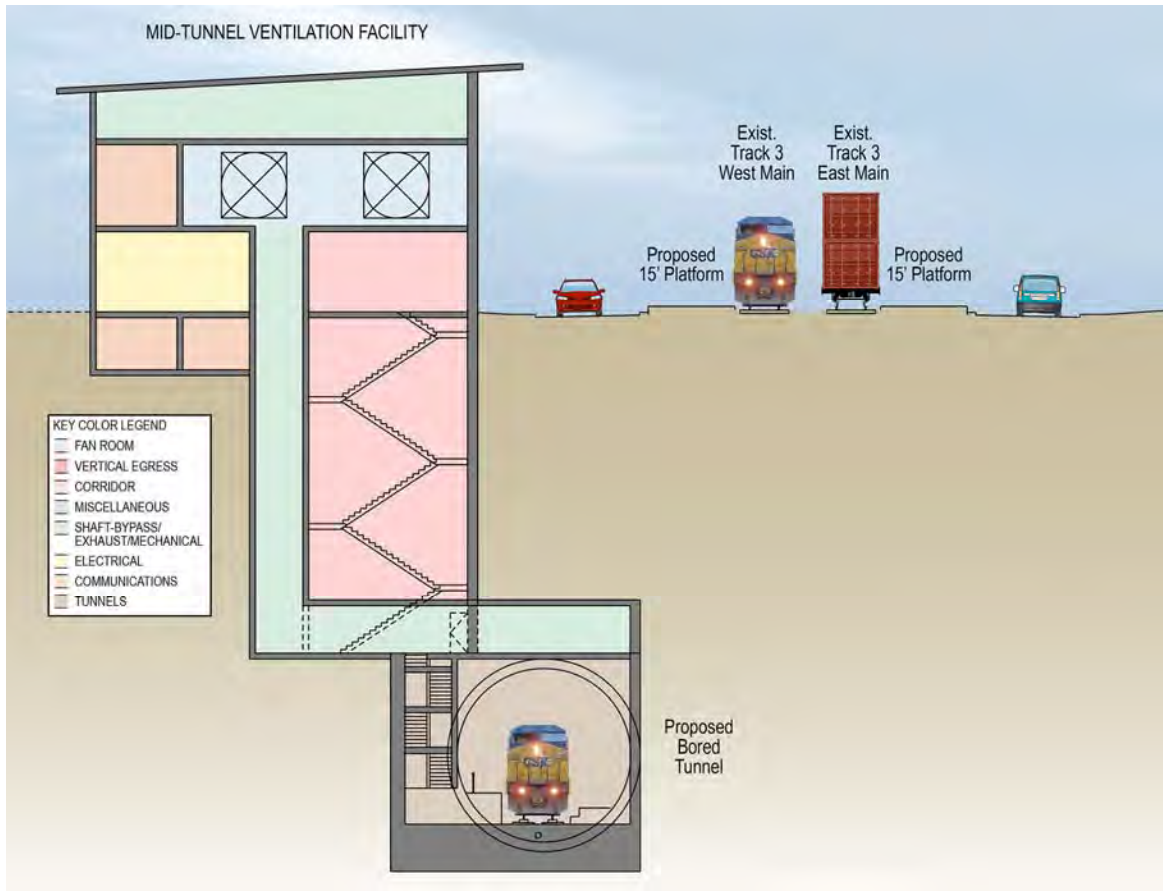 MID-TUNNEL VENTILATION FACILITY
Exist.
Track 3
West Main
Exist.
Track 3
East Main
Proposed
15' Platform
Proposed
15' Platform
CSX
KEY COLOR LEGEND
FAN ROOM
VERTICAL EGRESS
CORRIDOR
MISCELLANEOUS
SHAFT-BYPASS/
EXHAUST/MECHANICAL
ELECTRICAL
COMMUNICATIONS
TUNNELS
Proposed
Bored
Tunnel
CSX